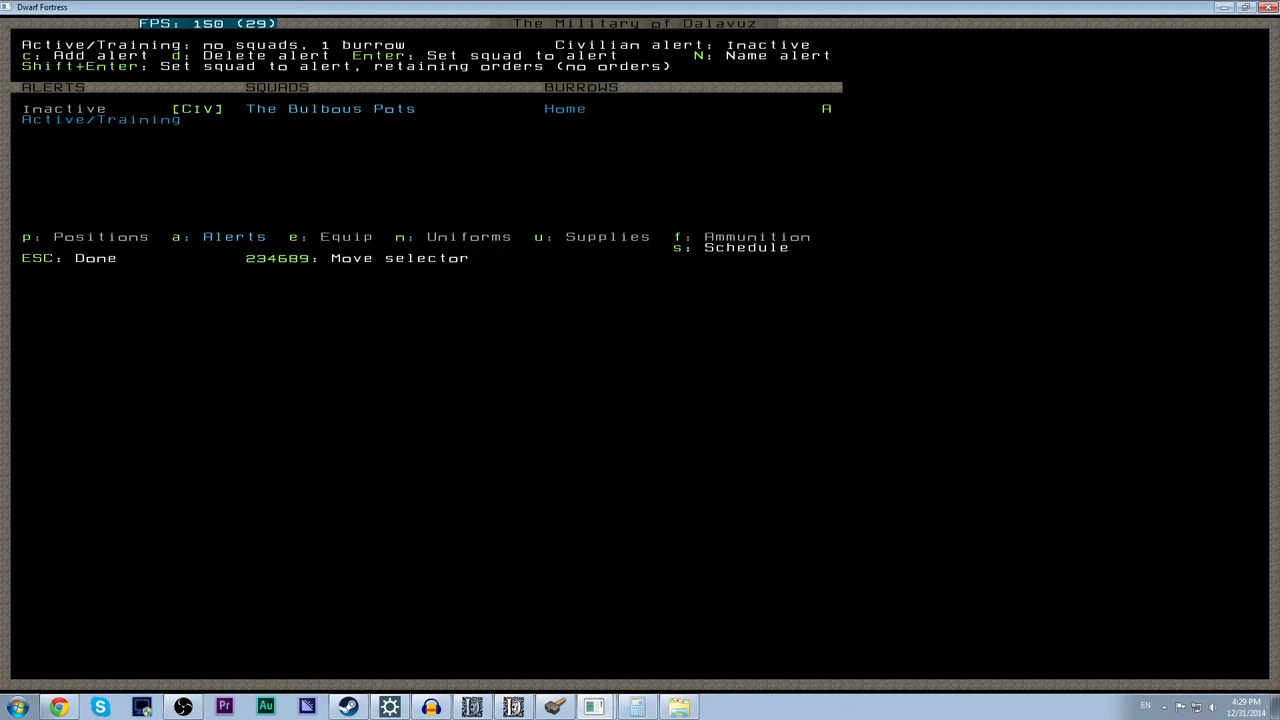 Dwarf Fortress
FPS: 150 (29)
The Military of Dalavuz
Active/Training: no squads, 1 burrow Civilian alert: Inactive
c: Add alert d: Delete alert Enter: Set squad to alert N: Name alert
Shift+Enter: Set squad to alert, retaining orders (no orders)
ALERTS SQUADS BURROWS
Inactive [CIV] The Bulbous Pots Home A
Active/Training
p: Positions a: Alerts e: Equip n: Uniforms u: Supplies f: Ammunition
s: Schedule
ESC: Done 234689: Move selector
Pr Au
EN
4:29 PM
12/31/2014